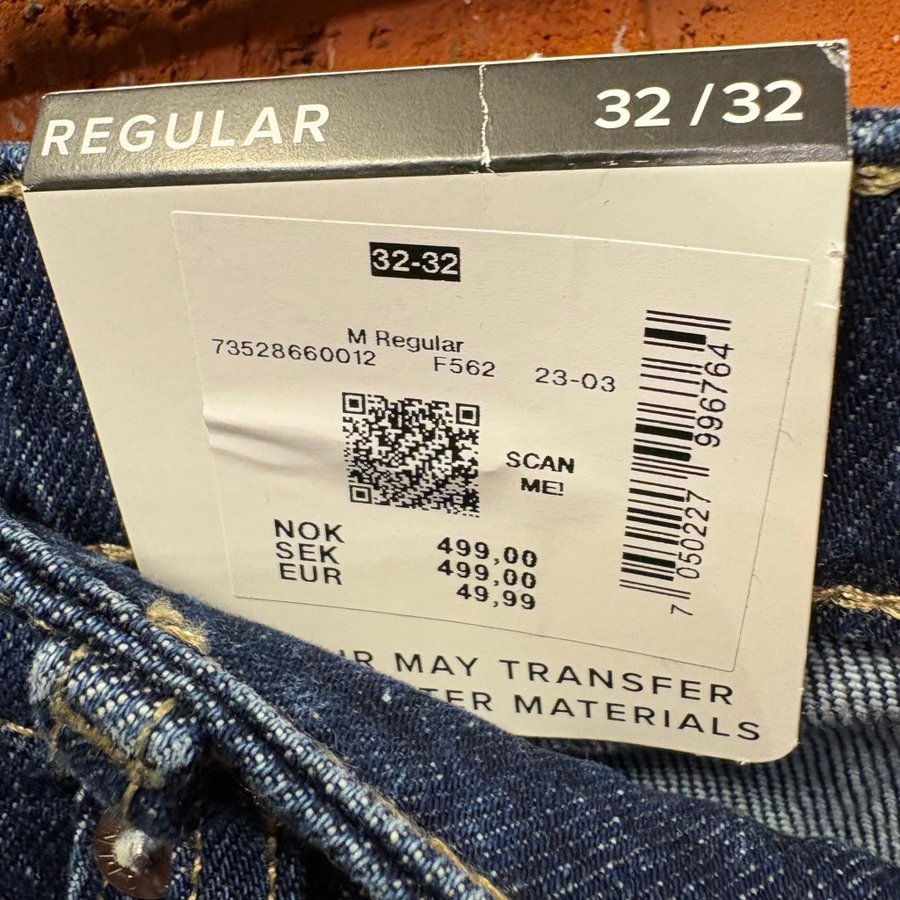 REGULAR 32 / 32
32-32
M Regular
73528660012 F562 23-03
SCAN
ME!
NOK 499,00
SEK 499,00
EUR 49,99
7 050227 996764
MAY TRANSFER
MATERIALS